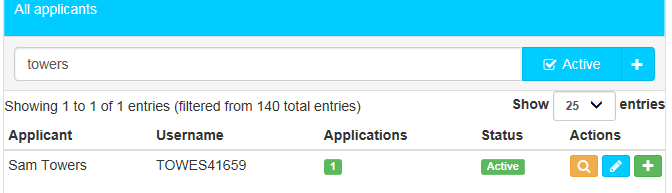 All applicants
towers Active +
Showing 1 to 1 of 1 entries (filtered from 140 total entries) Show 25 entries
Applicant Username Applications Status Actions
Sam Towers TOWES41659 1 Active